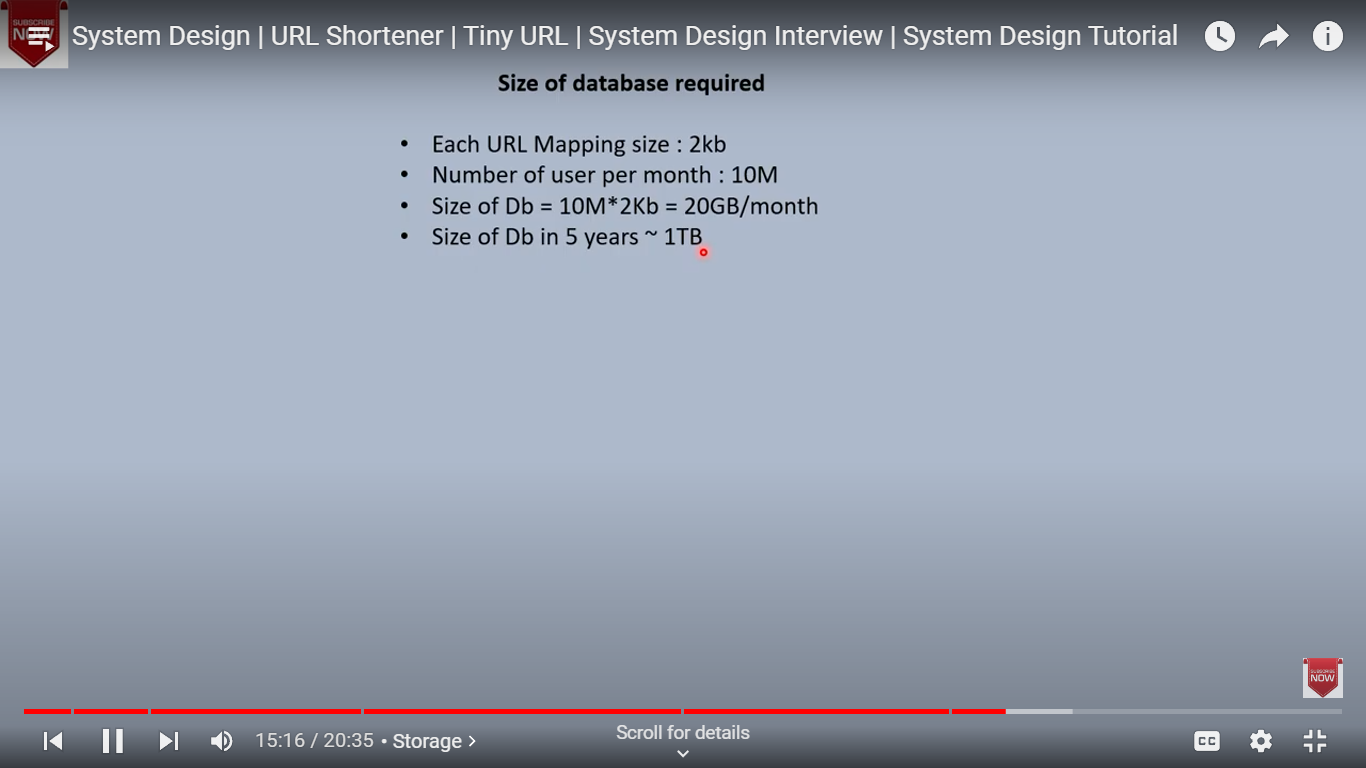 SUBSCRIBE
NOW
System Design | URL Shortener | Tiny URL | System Design Interview | System Design Tutorial
Size of database required
• Each URL Mapping size : 2kb
• Number of user per month : 10M
• Size of Db = 10M*2Kb = 20GB/month
• Size of Db in 5 years ~ 1TB
SUBSCRIBE
NOW
Scroll for details
15:16 / 20:35 • Storage >
CC